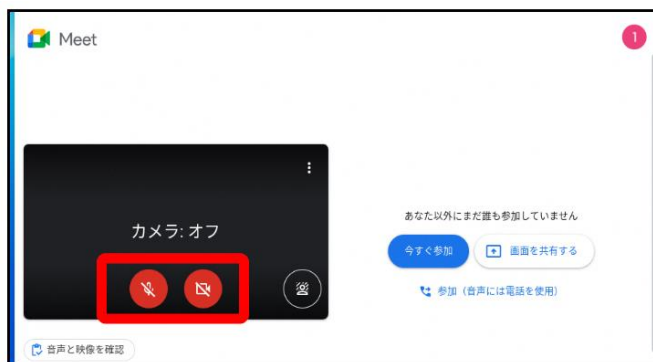 Meet
1
カメラ: オフ
あなた以外にまだ誰も参加していません
今すぐ参加
画面を共有する
参加（音声には電話を使用）
音声と映像を確認